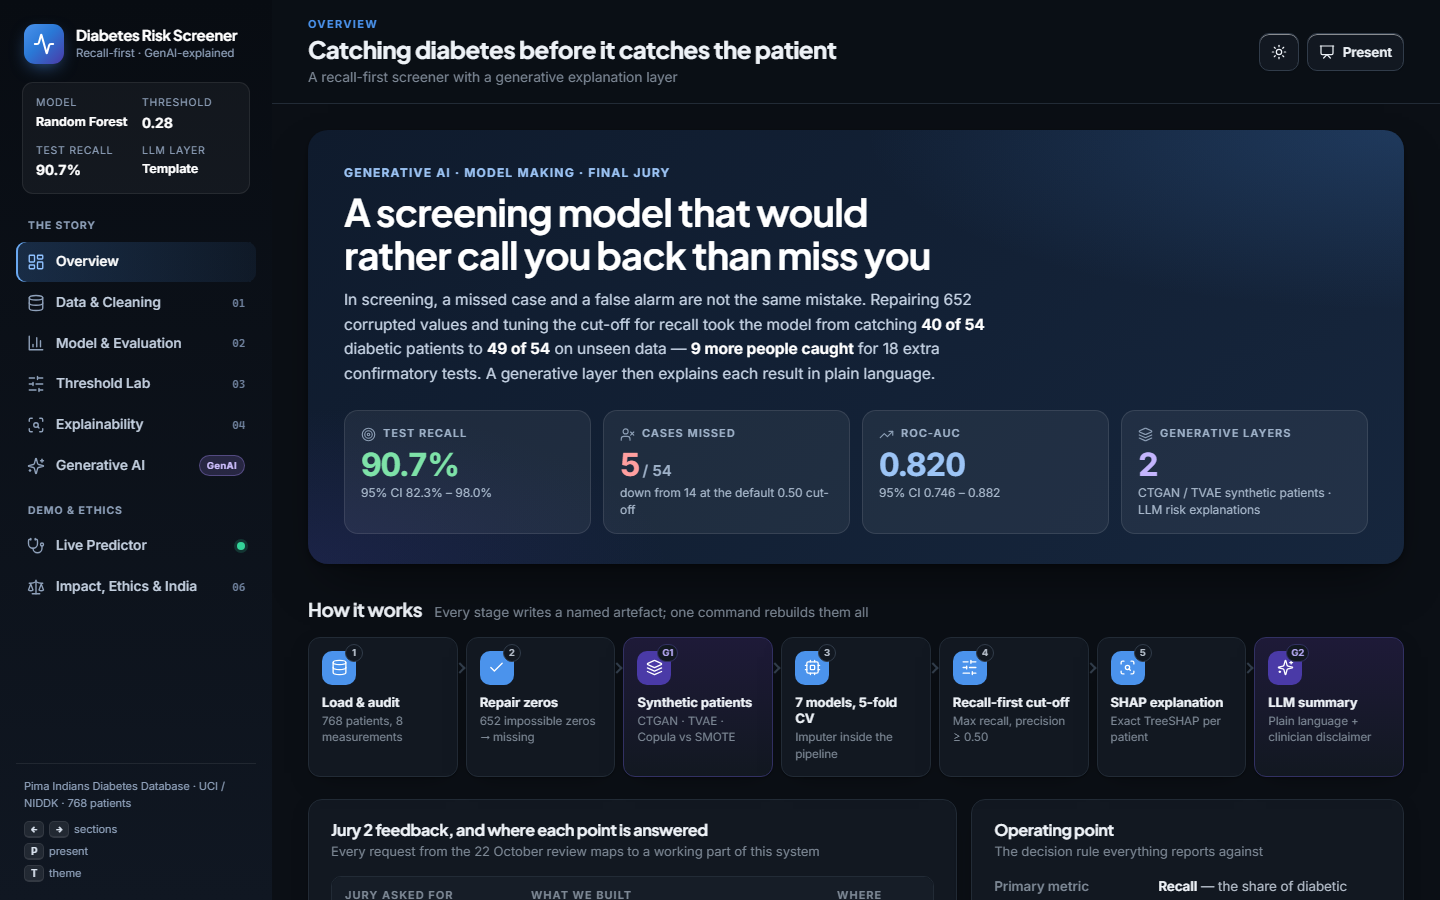 Diabetes Risk Screener
Recall-first · GenAI-explained
MODEL
Random Forest
THRESHOLD
0.28
TEST RECALL
90.7%
LLM LAYER
Template
THE STORY
Overview
Data & Cleaning 01
Model & Evaluation 02
Threshold Lab 03
Explainability 04
Generative AI GenAI
DEMO & ETHICS
Live Predictor
Impact, Ethics & India 06
Pima Indians Diabetes Database · UCI /
NIDDK · 768 patients
← → sections
P present
T theme
OVERVIEW
Catching diabetes before it catches the patient
A recall-first screener with a generative explanation layer
Present
GENERATIVE AI · MODEL MAKING · FINAL JURY
A screening model that would
rather call you back than miss you
In screening, a missed case and a false alarm are not the same mistake. Repairing 652
corrupted values and tuning the cut-off for recall took the model from catching 40 of 54
diabetic patients to 49 of 54 on unseen data — 9 more people caught for 18 extra
confirmatory tests. A generative layer then explains each result in plain language.
TEST RECALL
90.7%
95% CI 82.3% – 98.0%
CASES MISSED
5 / 54
down from 14 at the default 0.50 cut-
off
ROC-AUC
0.820
95% CI 0.746 – 0.882
GENERATIVE LAYERS
2
CTGAN / TVAE synthetic patients ·
LLM risk explanations
How it works Every stage writes a named artefact; one command rebuilds them all
1
Load & audit
768 patients, 8
measurements
2
Repair zeros
652 impossible zeros
→ missing
G1
Synthetic patients
CTGAN · TVAE ·
Copula vs SMOTE
3
7 models, 5-fold
CV
Imputer inside the
pipeline
4
Recall-first cut-off
Max recall, precision
≥ 0.50
5
SHAP explanation
Exact TreeSHAP per
patient
G2
LLM summary
Plain language +
clinician disclaimer
Jury 2 feedback, and where each point is answered
Every request from the 22 October review maps to a working part of this system
JURY ASKED FOR WHAT WE BUILT WHERE
Operating point
The decision rule everything reports against
Primary metric Recall — the share of diabetic